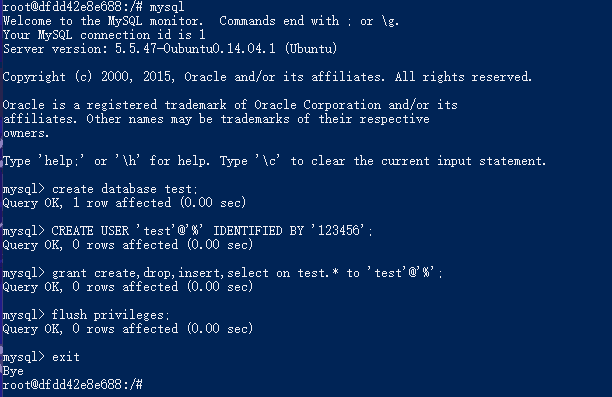 root@dfdd42e8e688:/# mysql
Welcome to the MySQL monitor.  Commands end with ; or \g.
Your MySQL connection id is 1
Server version: 5.5.47-0ubuntu0.14.04.1 (Ubuntu)
Copyright (c) 2000, 2015, Oracle and/or its affiliates. All rights reserved.
Oracle is a registered trademark of Oracle Corporation and/or its
affiliates. Other names may be trademarks of their respective
owners.
Type 'help;' or '\h' for help. Type '\c' to clear the current input statement.
mysql> create database test;
Query OK, 1 row affected (0.00 sec)
mysql> CREATE USER 'test'@'%' IDENTIFIED BY '123456';
Query OK, 0 rows affected (0.00 sec)
mysql> grant create,drop,insert,select on test.* to 'test'@'%';
Query OK, 0 rows affected (0.00 sec)
mysql> flush privileges;
Query OK, 0 rows affected (0.00 sec)
mysql> exit
Bye
root@dfdd42e8e688:/#